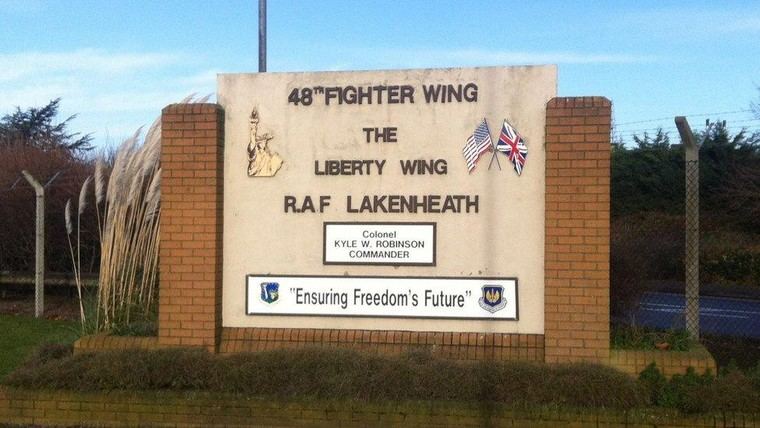 48TH FIGHTER WING
THE
LIBERTY WING
R.A.F LAKENHEATH
Colonel
KYLE W. ROBINSON
COMMANDER
"Ensuring Freedom's Future"